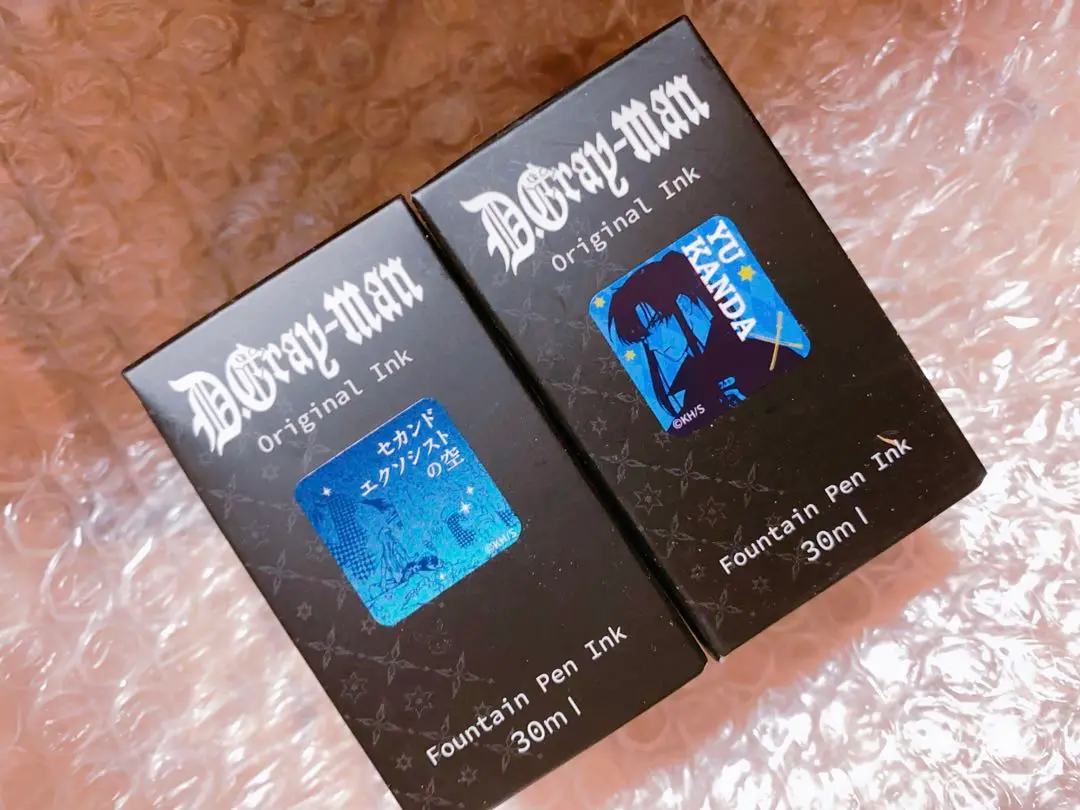 D.Gray-man
Original Ink
セカンド
エクソシスト
の空
©KH/S
Fountain Pen Ink
30ml
D.Gray-man
Original Ink
YU
KANDA
©KH/S
Fountain Pen Ink
30ml